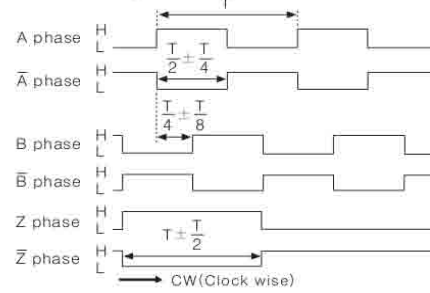 T
A phase H
L
T/2 ± T/4
A̅ phase H
L
T/4 ± T/8
B phase H
L
B̅ phase H
L
Z phase H
L
T ± T/2
Z̅ phase H
L
CW(Clock wise)